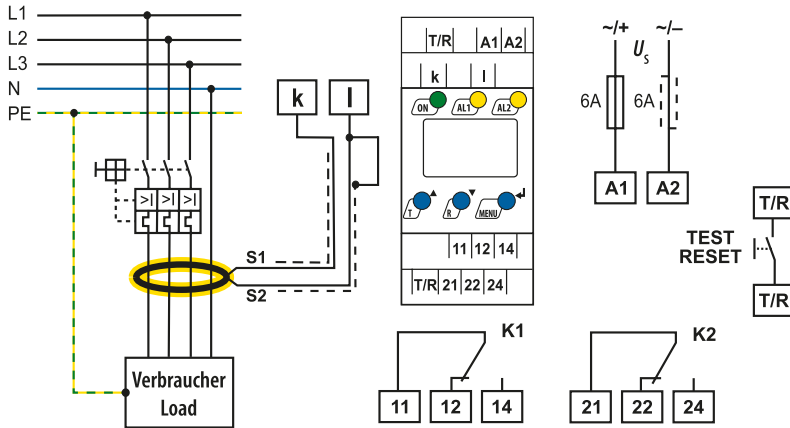 L1
L2
L3
N
PE
>I >I >I
S1
S2
Verbraucher
Load
k
l
T/R A1 A2
k l
ON AL1 AL2
T R MENU
11 12 14
T/R 21 22 24
~/+ ~/–
Us
6A 6A
A1 A2
T/R
TEST
RESET
T/R
K1
11 12 14
K2
21 22 24